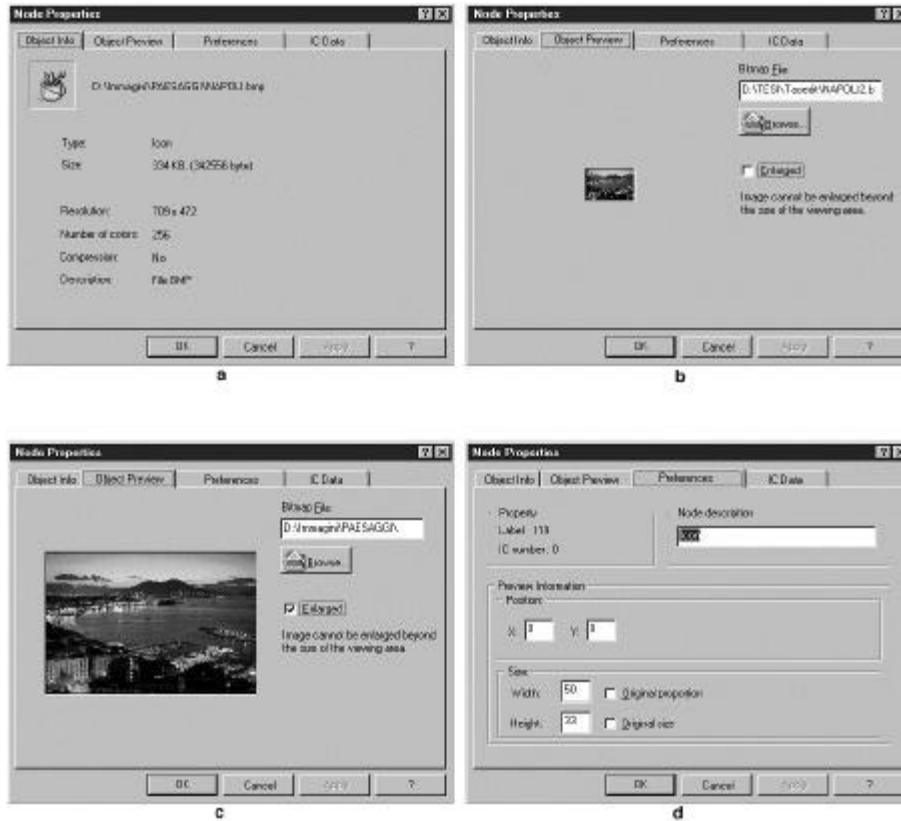 Node Properties
Object Info Object Preview Preferences IC Data
D:\Immagini\PAESAGGI\NAPOLI.bmp
Type: Icon
Size: 334 KB, (342556 byte)
Resolution: 709 x 472
Number of colors: 256
Compression: No
Description: File BMP
OK Cancel Apply ?
a
Node Properties
Object Info Object Preview Preferences IC Data
Bitmap File
D:\TESI\ \NAPOLI2.b
Browse...
Enlarged
Image cannot be enlarged beyond
the size of the viewing area.
OK Cancel Apply ?
b
Node Properties
Object Info Object Preview Preferences IC Data
Bitmap File
D:\Immagini\PAESAGGI\
Browse...
Enlarged
Image cannot be enlarged beyond
the size of the viewing area.
OK Cancel Apply ?
c
Node Properties
Object Info Object Preview Preferences IC Data
Property
Label:
IC number: 0
Node description
Preview Information
Position:
X: Y:
Size:
Width: 50 Original proportion
Height: 33 Original size
OK Cancel Apply ?
d